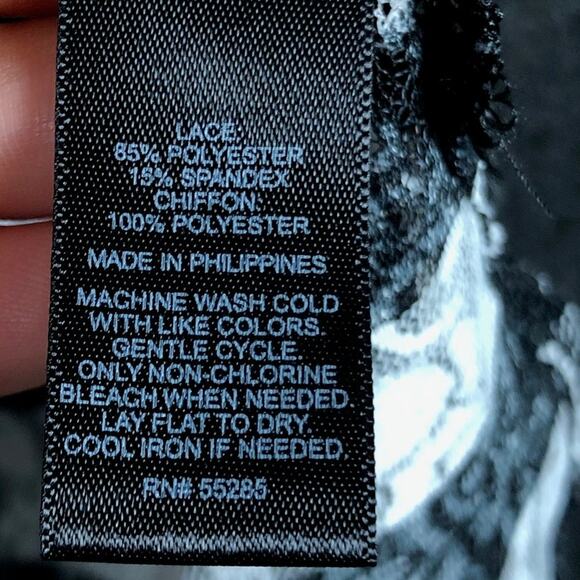 LACE:
85% POLYESTER
15% SPANDEX
CHIFFON:
100% POLYESTER
MADE IN PHILIPPINES
MACHINE WASH COLD
WITH LIKE COLORS.
GENTLE CYCLE.
ONLY NON-CHLORINE
BLEACH WHEN NEEDED
LAY FLAT TO DRY.
COOL IRON IF NEEDED.
RN# 55285